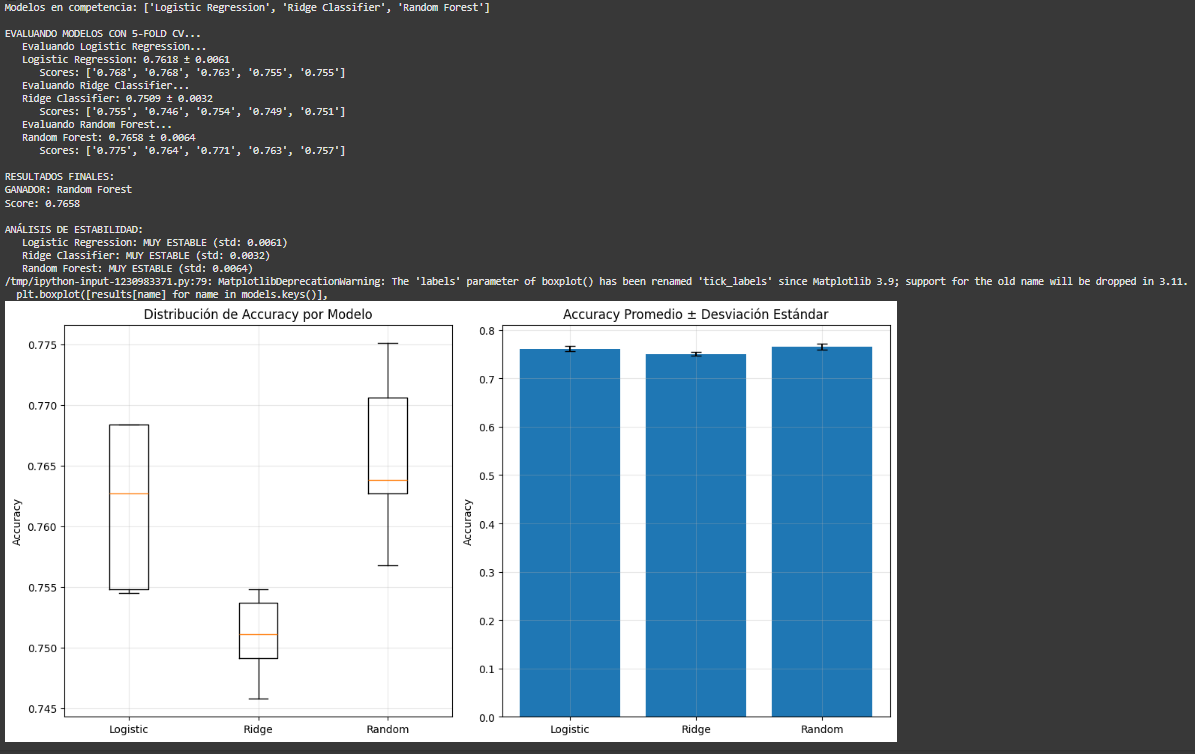 Modelos en competencia: ['Logistic Regression', 'Ridge Classifier', 'Random Forest']
EVALUANDO MODELOS CON 5-FOLD CV...
Evaluando Logistic Regression...
Logistic Regression: 0.7618 ± 0.0061
Scores: ['0.768', '0.768', '0.763', '0.755', '0.755']
Evaluando Ridge Classifier...
Ridge Classifier: 0.7509 ± 0.0032
Scores: ['0.755', '0.746', '0.754', '0.749', '0.751']
Evaluando Random Forest...
Random Forest: 0.7658 ± 0.0064
Scores: ['0.775', '0.764', '0.771', '0.763', '0.757']
RESULTADOS FINALES:
GANADOR: Random Forest
Score: 0.7658
ANÁLISIS DE ESTABILIDAD:
Logistic Regression: MUY ESTABLE (std: 0.0061)
Ridge Classifier: MUY ESTABLE (std: 0.0032)
Random Forest: MUY ESTABLE (std: 0.0064)
/tmp/ipython-input-1230983371.py:79: MatplotlibDeprecationWarning: The 'labels' parameter of boxplot() has been renamed 'tick_labels' since Matplotlib 3.9; support for the old name will be dropped in 3.11.
plt.boxplot([results[name] for name in models.keys()],
Distribución de Accuracy por Modelo
Accuracy
0.775
0.770
0.765
0.760
0.755
0.750
0.745
Logistic
Ridge
Random
Accuracy Promedio ± Desviación Estándar
Accuracy
0.8
0.7
0.6
0.5
0.4
0.3
0.2
0.1
0.0
Logistic
Ridge
Random